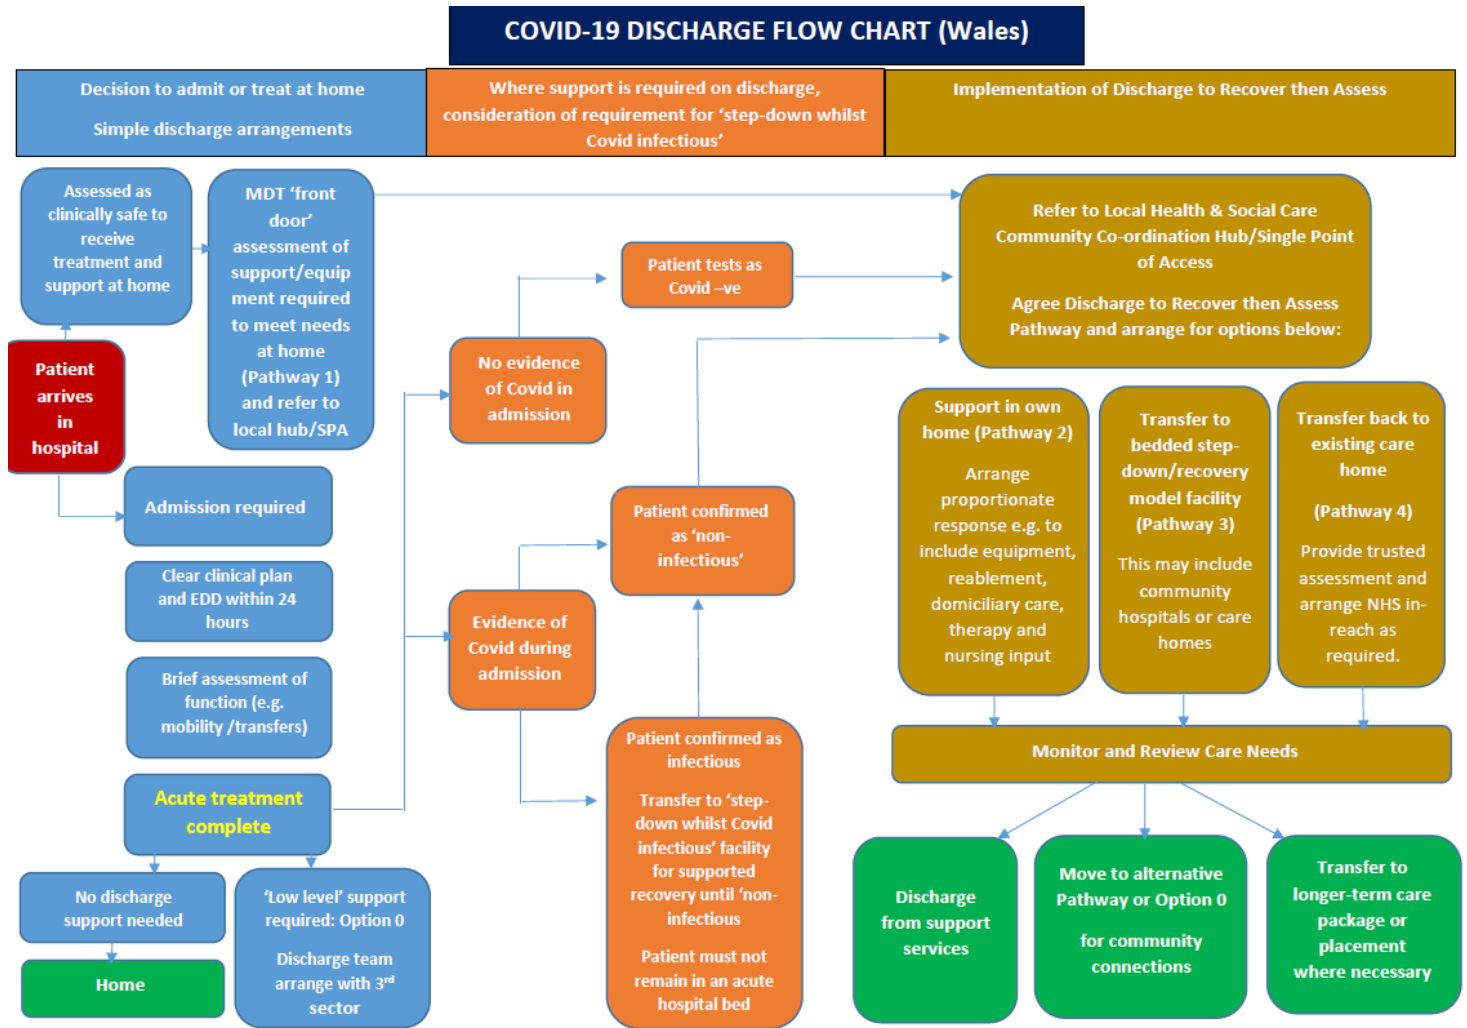 COVID-19 DISCHARGE FLOW CHART (Wales)
Decision to admit or treat at home
Simple discharge arrangements
Where support is required on discharge,
consideration of requirement for ‘step-down whilst
Covid infectious’
Implementation of Discharge to Recover then Assess
Assessed as
clinically safe to
receive
treatment and
support at home
MDT ‘front
door’
assessment of
support/equip
ment required
to meet needs
at home
(Pathway 1)
and refer to
local hub/SPA
Patient
arrives
in
hospital
Admission required
Clear clinical plan
and EDD within 24
hours
Brief assessment of
function (e.g.
mobility /transfers)
Acute treatment
complete
No discharge
support needed
Home
‘Low level’ support
required: Option 0
Discharge team
arrange with 3rd
sector
Patient tests as
Covid –ve
No evidence
of Covid in
admission
Patient confirmed
as ‘non-
infectious’
Evidence of
Covid during
admission
Patient confirmed as
infectious
Transfer to ‘step-
down whilst Covid
infectious’ facility
for supported
recovery until ‘non-
infectious
Patient must not
remain in an acute
hospital bed
Refer to Local Health & Social Care
Community Co-ordination Hub/Single Point
of Access
Agree Discharge to Recover then Assess
Pathway and arrange for options below:
Support in own
home (Pathway 2)
Arrange
proportionate
response e.g. to
include equipment,
reablement,
domiciliary care,
therapy and
nursing input
Transfer to
bedded step-
down/recovery
model facility
(Pathway 3)
This may include
community
hospitals or care
homes
Transfer back to
existing care
home
(Pathway 4)
Provide trusted
assessment and
arrange NHS in-
reach as
required.
Monitor and Review Care Needs
Discharge
from support
services
Move to alternative
Pathway or Option 0
for community
connections
Transfer to
longer-term care
package or
placement
where necessary